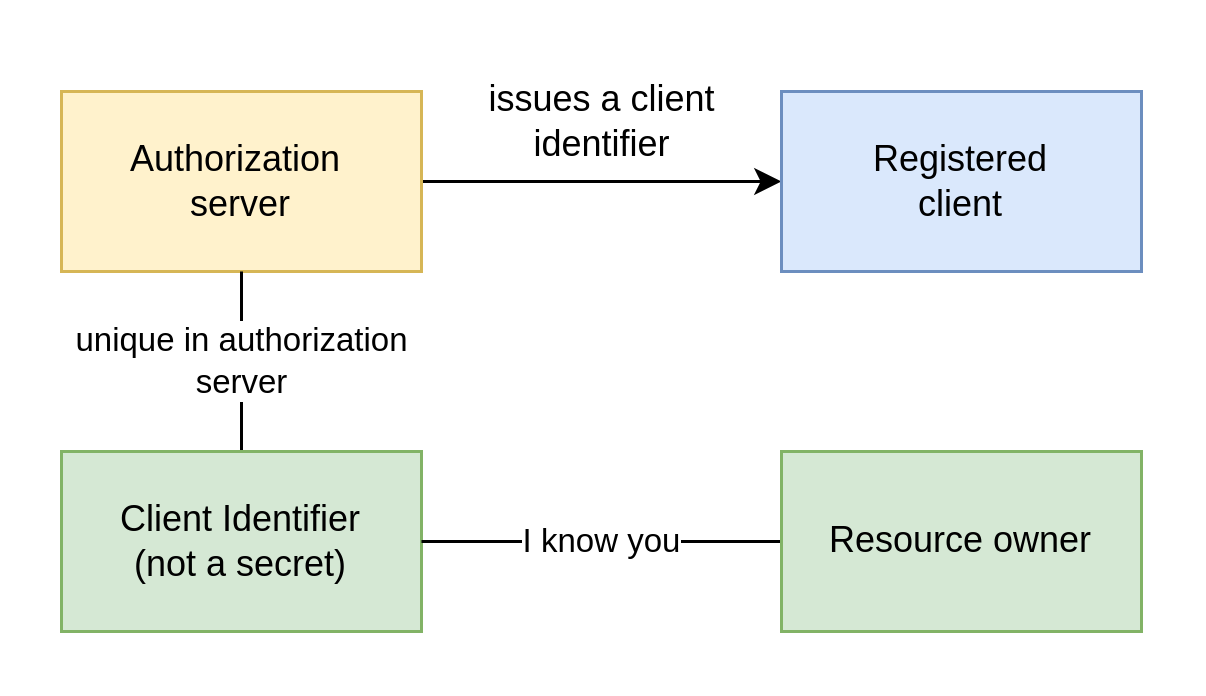 issues a client
identifier
Authorization
server
Registered
client
unique in authorization
server
Client Identifier
(not a secret)
I know you
Resource owner